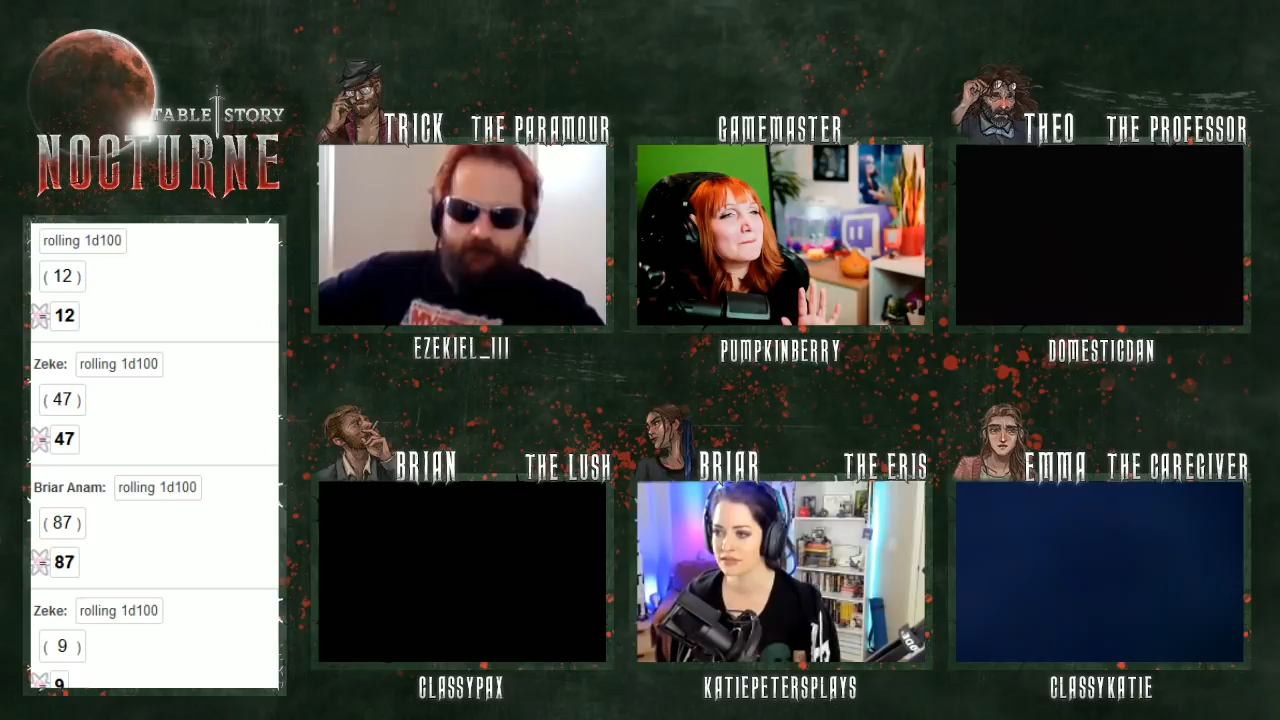 TABLE STORY
NOCTURNE
rolling 1d100
( 12 )
= 12
Zeke: rolling 1d100
( 47 )
= 47
Briar Anam: rolling 1d100
( 87 )
= 87
Zeke: rolling 1d100
( 9 )
= 9
TRICK THE PARAMOUR
EZEKIEL_III
GAMEMASTER
PUMPKINBERRY
THEO THE PROFESSOR
DOMESTICDAN
BRIAN THE LUSH
CLASSYPAX
BRIAR THE ERIS
KATIEPETERSPLAYS
EMMA THE CAREGIVER
CLASSYKATIE